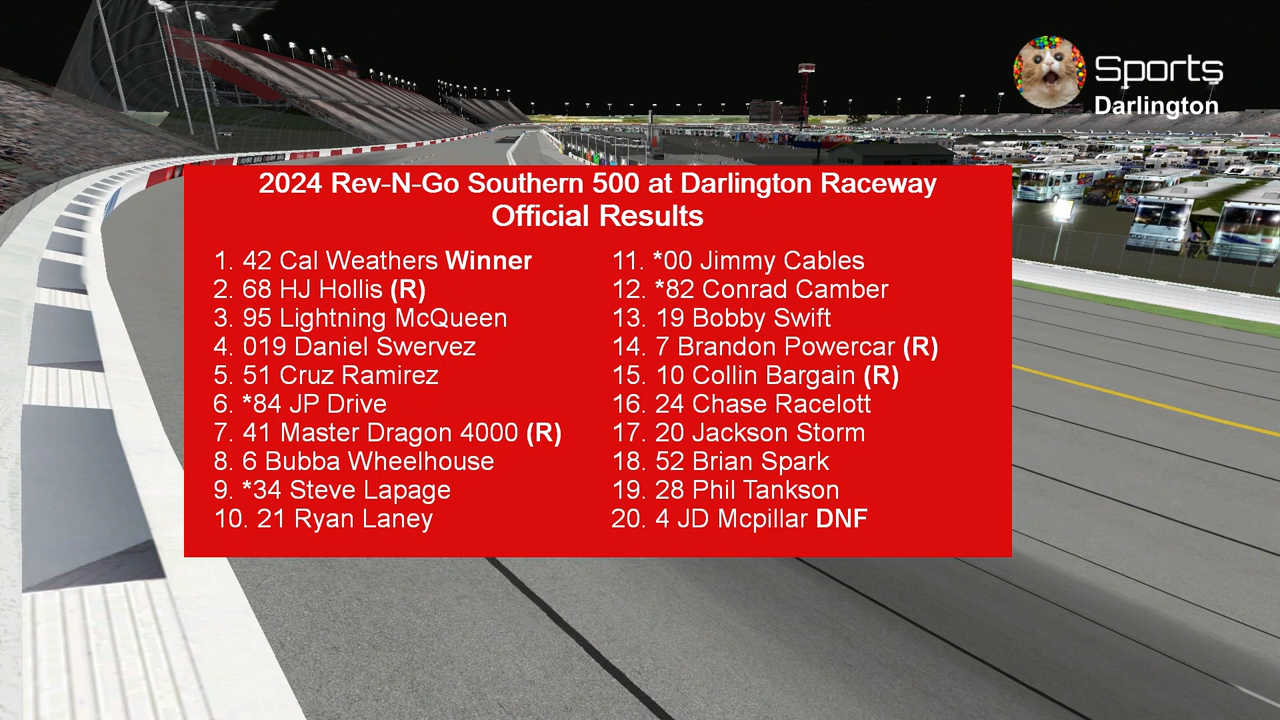 Sports
Darlington
2024 Rev-N-Go Southern 500 at Darlington Raceway
Official Results
1. 42 Cal Weathers Winner
2. 68 HJ Hollis (R)
3. 95 Lightning McQueen
4. 019 Daniel Swervez
5. 51 Cruz Ramirez
6. *84 JP Drive
7. 41 Master Dragon 4000 (R)
8. 6 Bubba Wheelhouse
9. *34 Steve Lapage
10. 21 Ryan Laney
11. *00 Jimmy Cables
12. *82 Conrad Camber
13. 19 Bobby Swift
14. 7 Brandon Powercar (R)
15. 10 Collin Bargain (R)
16. 24 Chase Racelott
17. 20 Jackson Storm
18. 52 Brian Spark
19. 28 Phil Tankson
20. 4 JD Mcpillar DNF